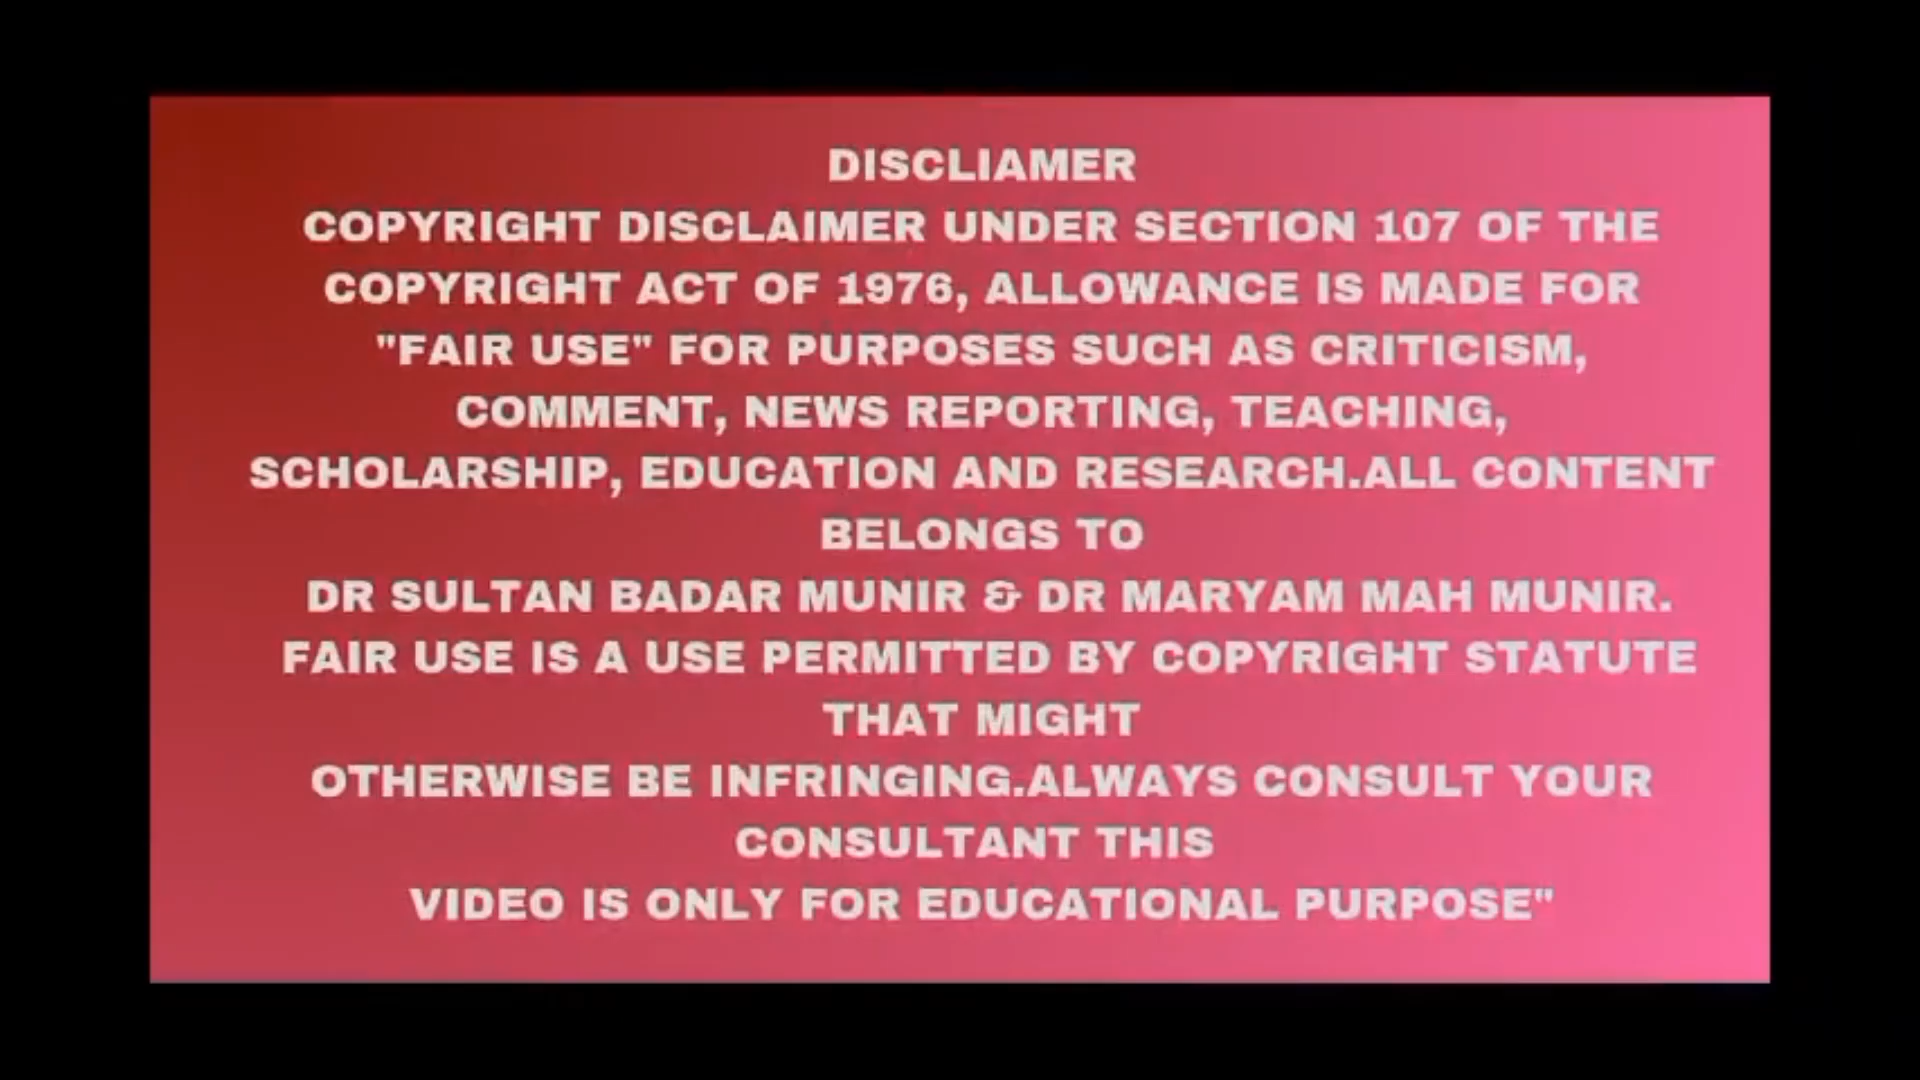 DISCLIAMER
COPYRIGHT DISCLAIMER UNDER SECTION 107 OF THE
COPYRIGHT ACT OF 1976, ALLOWANCE IS MADE FOR
"FAIR USE" FOR PURPOSES SUCH AS CRITICISM,
COMMENT, NEWS REPORTING, TEACHING,
SCHOLARSHIP, EDUCATION AND RESEARCH.ALL CONTENT
BELONGS TO
DR SULTAN BADAR MUNIR & DR MARYAM MAH MUNIR.
FAIR USE IS A USE PERMITTED BY COPYRIGHT STATUTE
THAT MIGHT
OTHERWISE BE INFRINGING.ALWAYS CONSULT YOUR
CONSULTANT THIS
VIDEO IS ONLY FOR EDUCATIONAL PURPOSE"